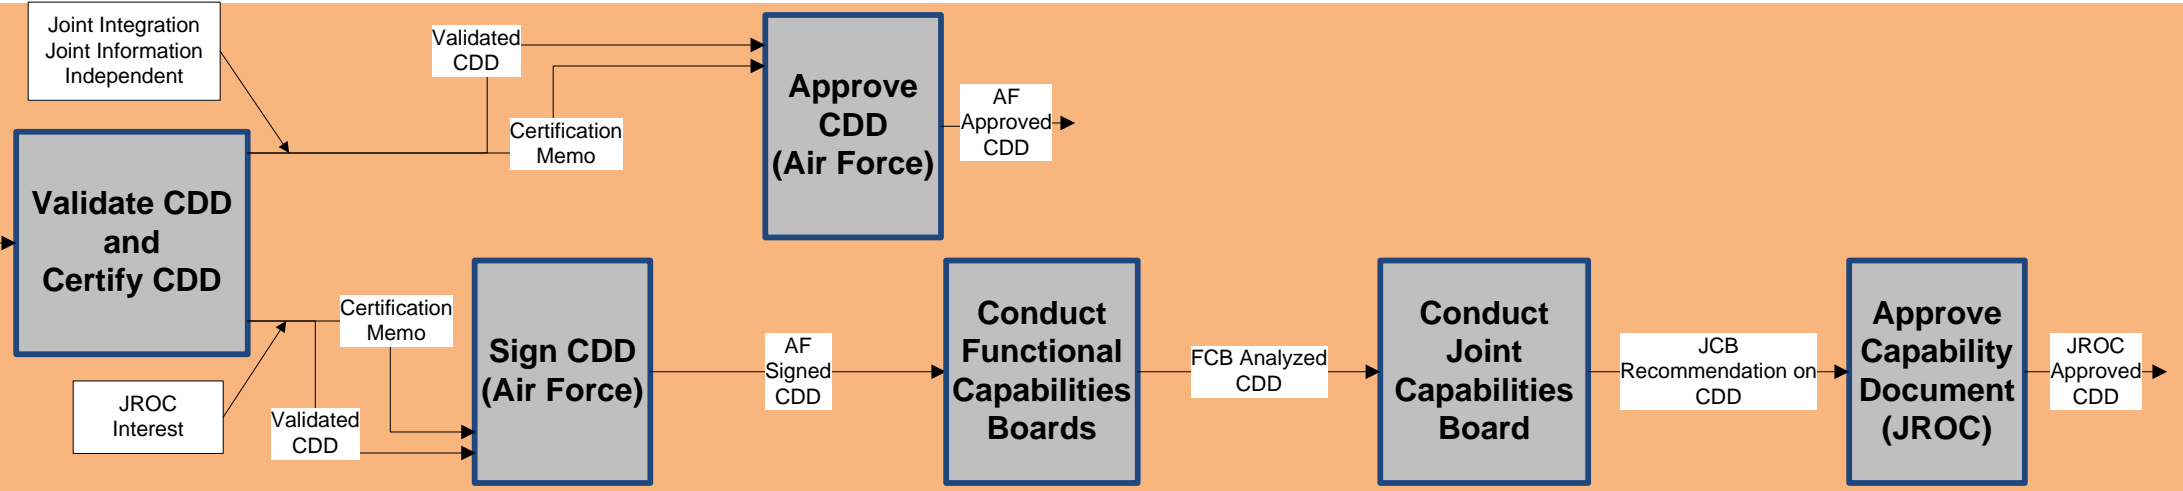 Joint Integration
Joint Information
Independent
Validated
CDD
Certification
Memo
Approve
CDD
(Air Force)
AF
Approved
CDD
Validate CDD
and
Certify CDD
Certification
Memo
JROC
Interest
Validated
CDD
Sign CDD
(Air Force)
AF
Signed
CDD
Conduct
Functional
Capabilities
Boards
FCB Analyzed
CDD
Conduct
Joint
Capabilities
Board
JCB
Recommendation on
CDD
Approve
Capability
Document
(JROC)
JROC
Approved
CDD